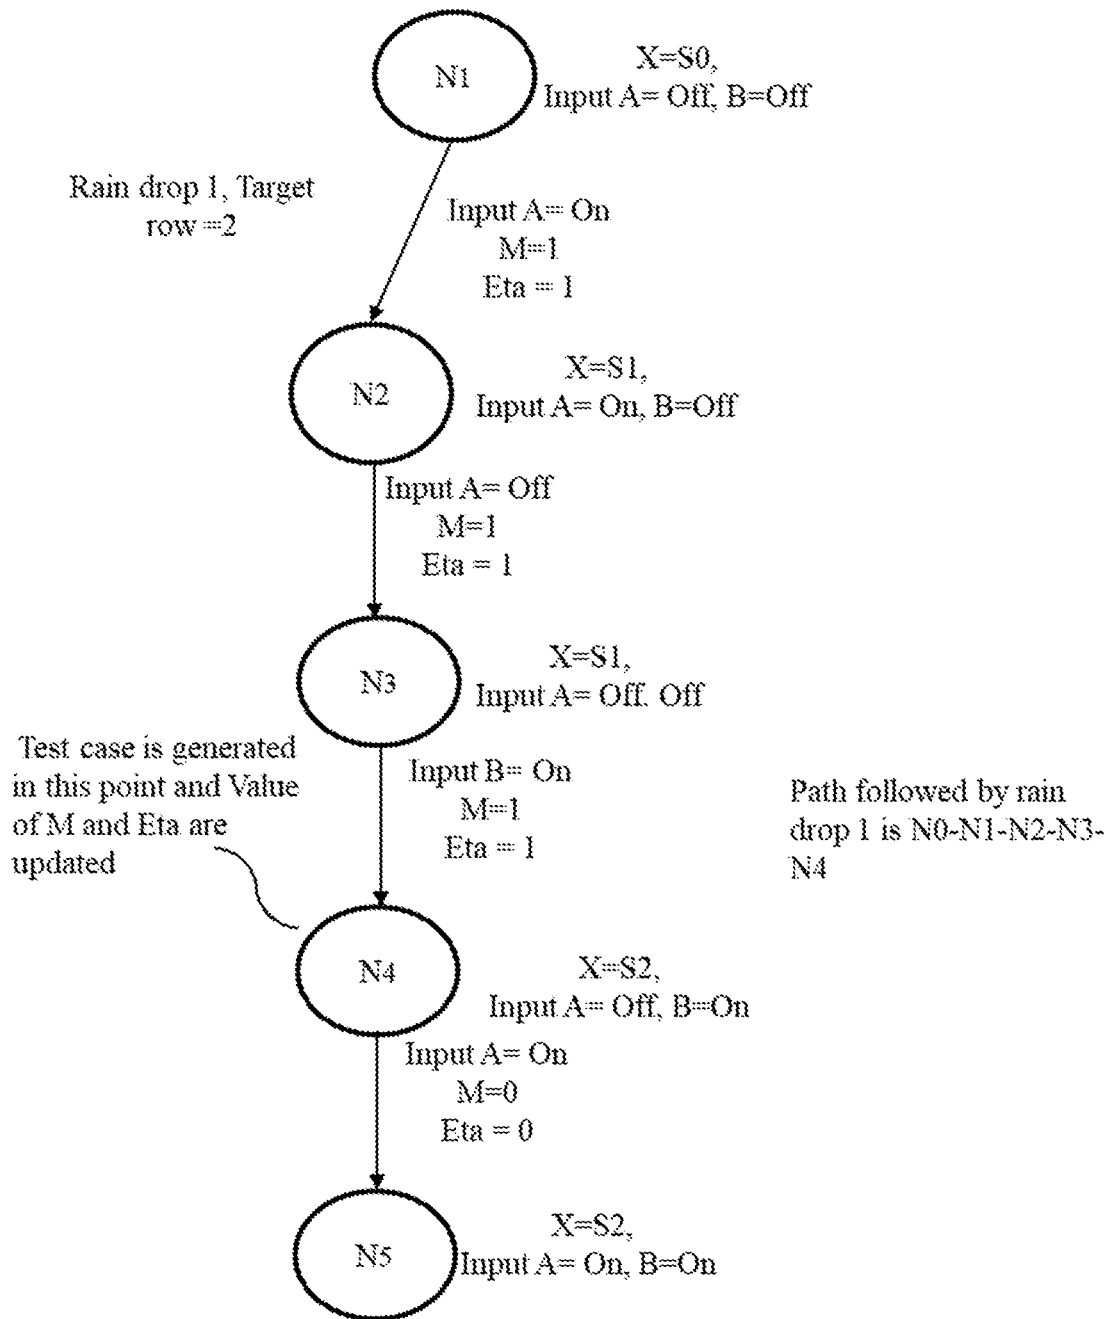 N1
X=S0,
Input A= Off, B=Off
Rain drop 1, Target
row =2
Input A= On
M=1
Eta = 1
N2
X=S1,
Input A= On, B=Off
Input A= Off
M=1
Eta = 1
N3
X=S1,
Input A= Off. Off
Test case is generated
in this point and Value
of M and Eta are
updated
Input B= On
M=1
Eta = 1
Path followed by rain
drop 1 is N0-N1-N2-N3-
N4
N4
X=S2,
Input A= Off, B=On
Input A= On
M=0
Eta = 0
N5
X=S2,
Input A= On, B=On